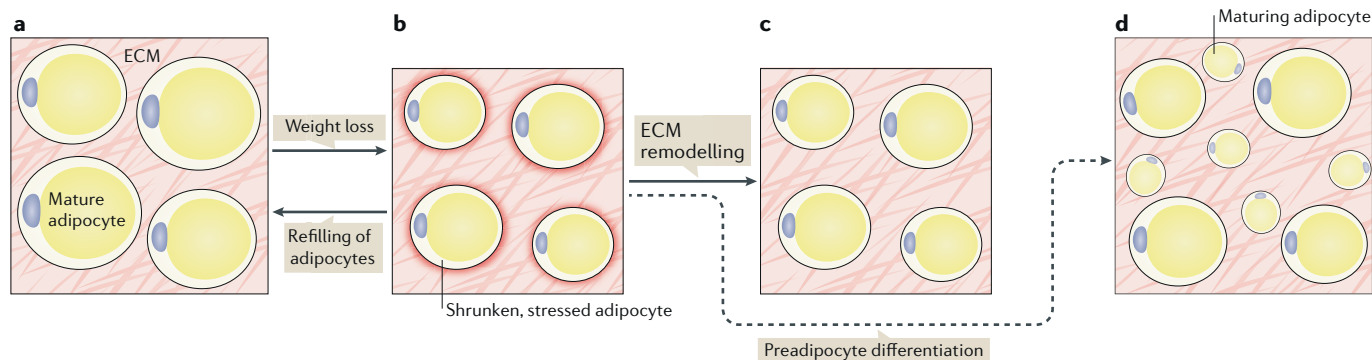 a
b
c
d
Maturing adipocyte
ECM
Weight loss
ECM
remodelling
Mature
adipocyte
Refilling of
adipocytes
Shrunken, stressed adipocyte
Preadipocyte differentiation